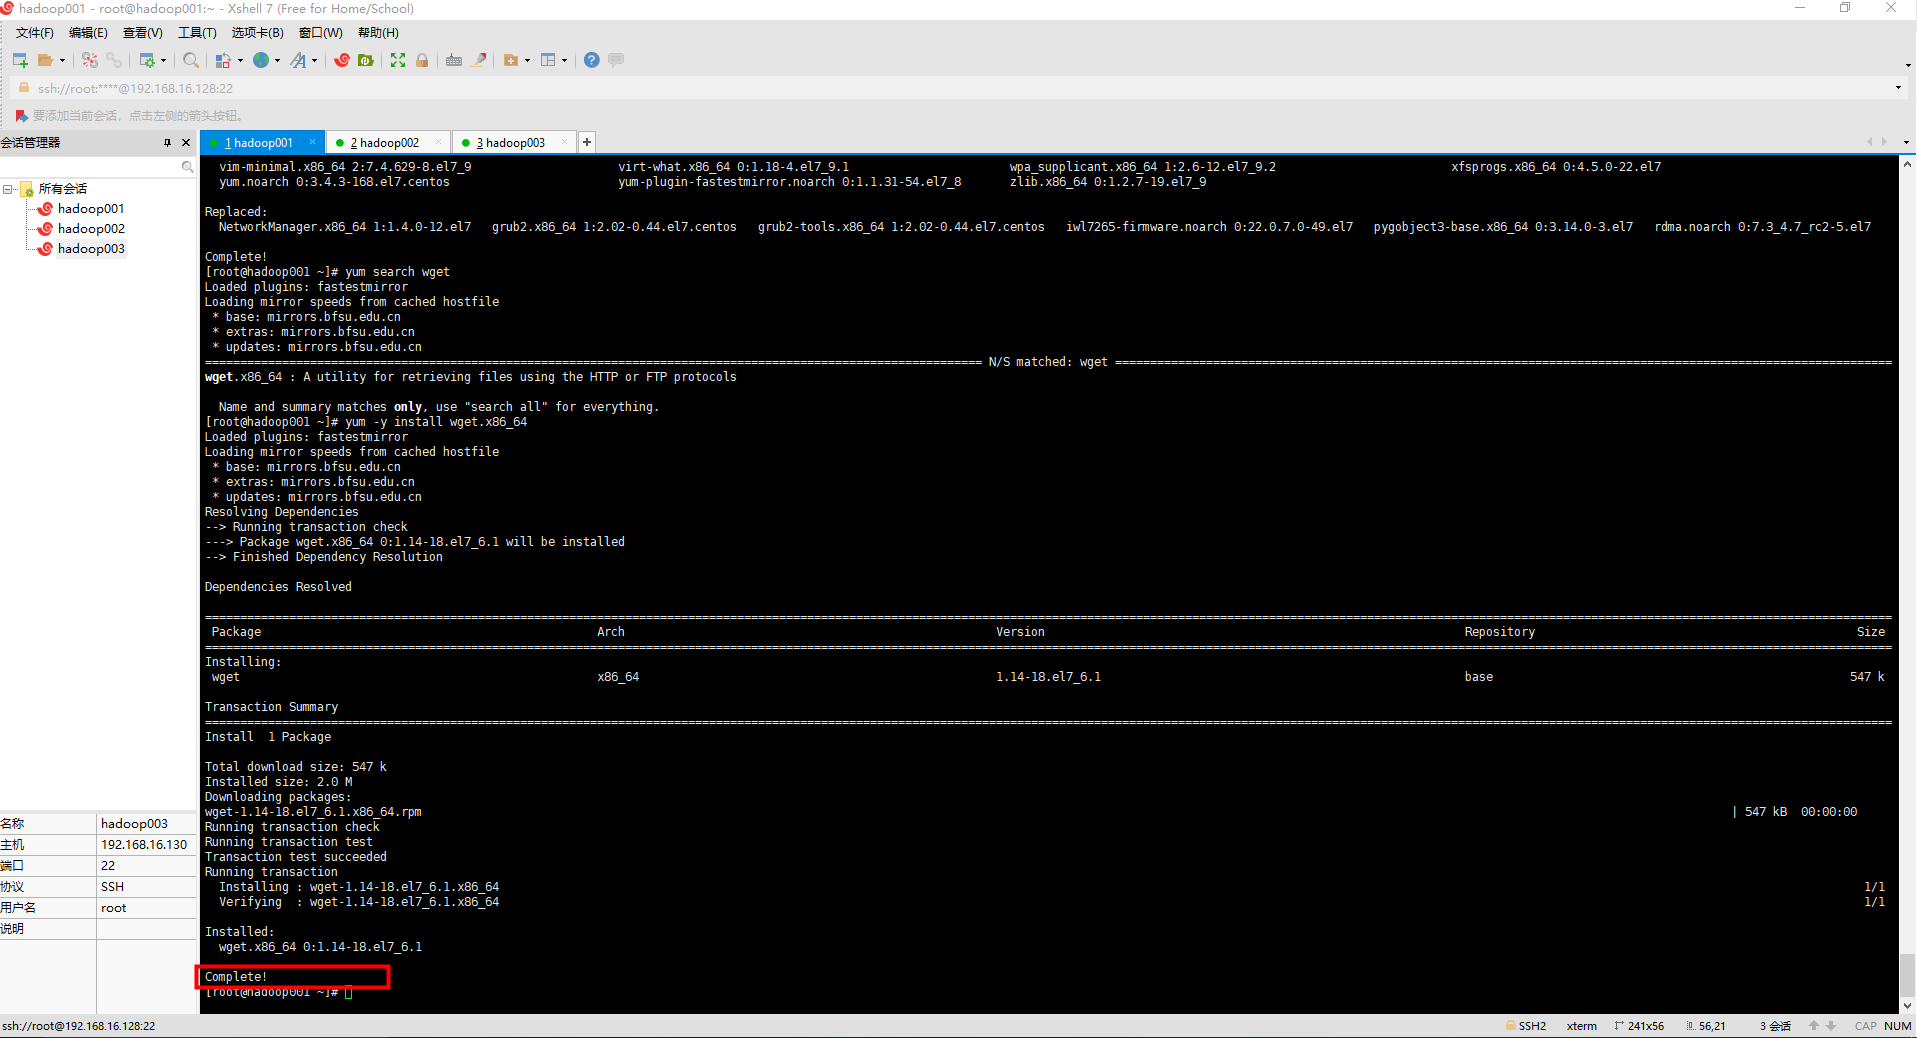 hadoop001 - root@hadoop001:~ - Xshell 7 (Free for Home/School)
文件(F) 编辑(E) 查看(V) 工具(T) 选项卡(B) 窗口(W) 帮助(H)
ssh://root:****@192.168.16.128:22
要添加当前会话，点击左侧的箭头按钮。
会话管理器
1 hadoop001 2 hadoop002 3 hadoop003
所有会话
hadoop001
hadoop002
hadoop003
vim-minimal.x86_64 2:7.4.629-8.el7_9 virt-what.x86_64 0:1.18-4.el7_9.1 wpa_supplicant.x86_64 1:2.6-12.el7_9.2 xfsprogs.x86_64 0:4.5.0-22.el7
yum.noarch 0:3.4.3-168.el7.centos yum-plugin-fastestmirror.noarch 0:1.1.31-54.el7_8 zlib.x86_64 0:1.2.7-19.el7_9
Replaced:
NetworkManager.x86_64 1:1.4.0-12.el7 grub2.x86_64 1:2.02-0.44.el7.centos grub2-tools.x86_64 1:2.02-0.44.el7.centos iwl7265-firmware.noarch 0:22.0.7.0-49.el7 pygobject3-base.x86_64 0:3.14.0-3.el7 rdma.noarch 0:7.3_4.7_rc2-5.el7
Complete!
[root@hadoop001 ~]# yum search wget
Loaded plugins: fastestmirror
Loading mirror speeds from cached hostfile
* base: mirrors.bfsu.edu.cn
* extras: mirrors.bfsu.edu.cn
* updates: mirrors.bfsu.edu.cn
N/S matched: wget
wget.x86_64 : A utility for retrieving files using the HTTP or FTP protocols
Name and summary matches only, use "search all" for everything.
[root@hadoop001 ~]# yum -y install wget.x86_64
Loaded plugins: fastestmirror
Loading mirror speeds from cached hostfile
* base: mirrors.bfsu.edu.cn
* extras: mirrors.bfsu.edu.cn
* updates: mirrors.bfsu.edu.cn
Resolving Dependencies
--> Running transaction check
---> Package wget.x86_64 0:1.14-18.el7_6.1 will be installed
--> Finished Dependency Resolution
Dependencies Resolved
Package Arch Version Repository Size
Installing:
wget x86_64 1.14-18.el7_6.1 base 547 k
Transaction Summary
Install 1 Package
Total download size: 547 k
Installed size: 2.0 M
Downloading packages:
wget-1.14-18.el7_6.1.x86_64.rpm | 547 kB 00:00:00
Running transaction check
Running transaction test
Transaction test succeeded
Running transaction
Installing : wget-1.14-18.el7_6.1.x86_64 1/1
Verifying : wget-1.14-18.el7_6.1.x86_64 1/1
Installed:
wget.x86_64 0:1.14-18.el7_6.1
Complete!
[root@hadoop001 ~]#
名称 hadoop003
主机 192.168.16.130
端口 22
协议 SSH
用户名 root
说明
ssh://root@192.168.16.128:22 SSH2 xterm 241x56 56,21 3 会话 CAP NUM